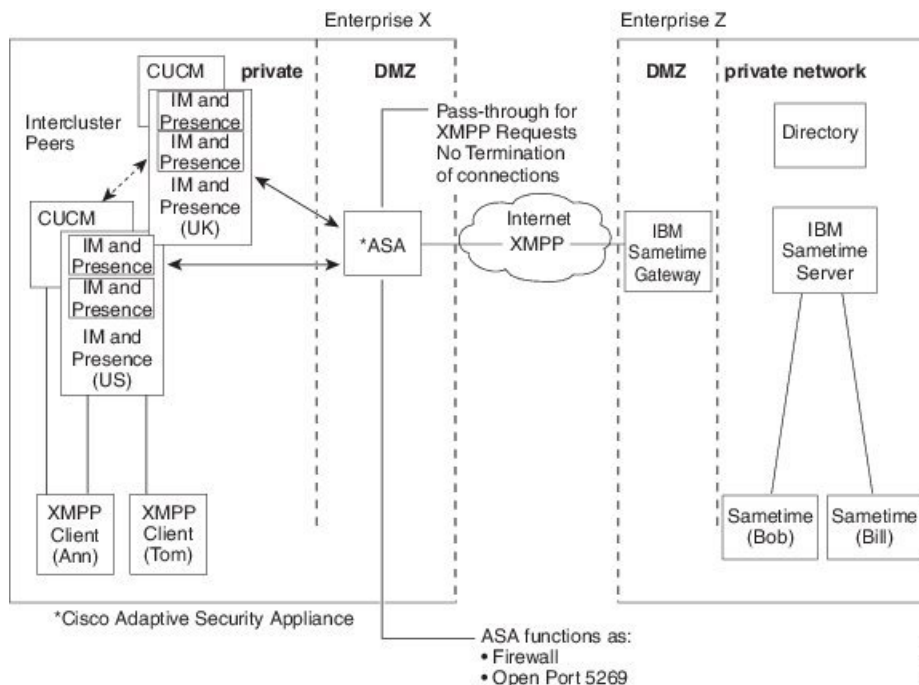 Enterprise X
Enterprise Z
CUCM
private
DMZ
DMZ
private network
IM and
Presence
IM and
Presence
IM and
Presence
(UK)
Intercluster
Peers
Pass-through for
XMPP Requests
No Termination
of connections
Directory
CUCM
IM and
Presence
IM and
Presence
IM and
Presence
(US)
*ASA
Internet
XMPP
IBM
Sametime
Gateway
IBM
Sametime
Server
XMPP
Client
(Ann)
XMPP
Client
(Tom)
Sametime
(Bob)
Sametime
(Bill)
*Cisco Adaptive Security Appliance
ASA functions as:
• Firewall
• Open Port 5269